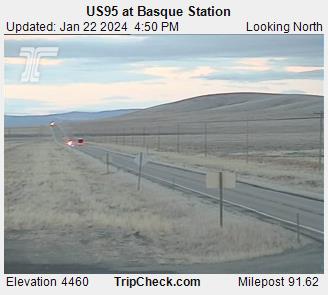 US95 at Basque Station
Updated: Jan 22 2024 4:50 PM Looking North
Elevation 4460 TripCheck.com Milepost 91.62